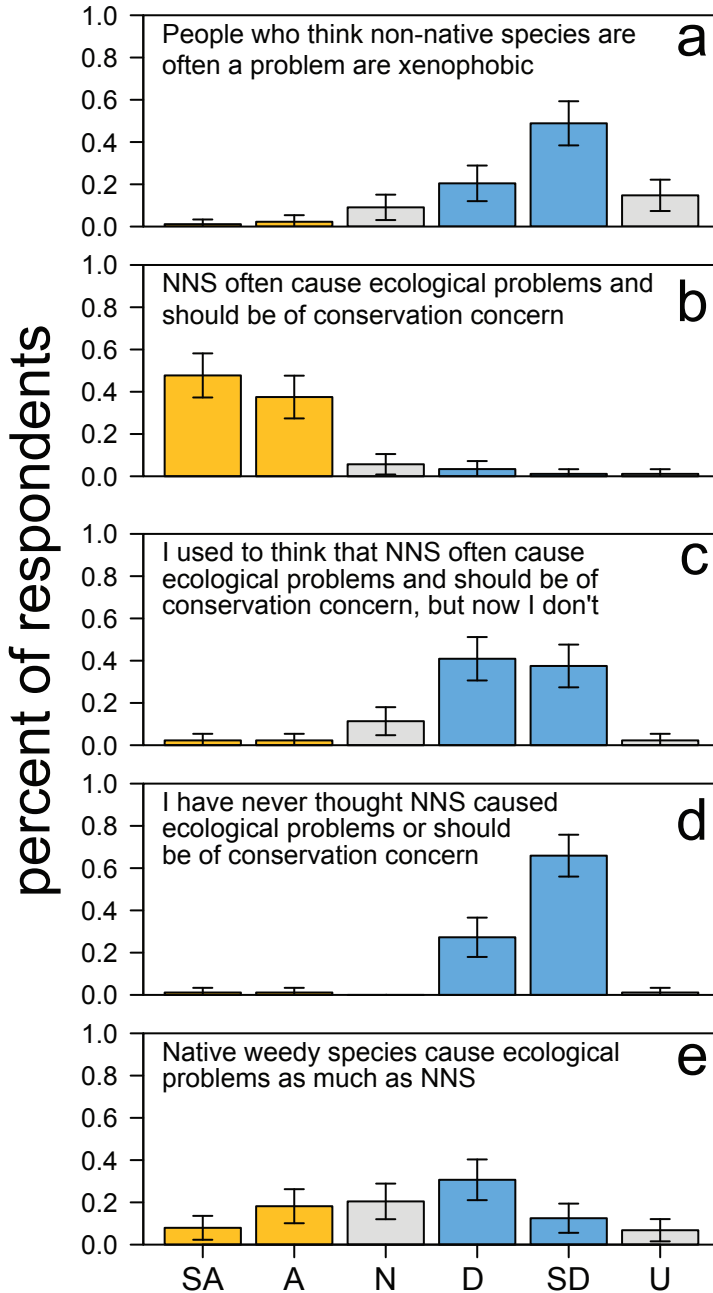 percent of respondents
1.0
0.8
0.6
0.4
0.2
0.0
People who think non-native species are
often a problem are xenophobic
a
1.0
0.8
0.6
0.4
0.2
0.0
NNS often cause ecological problems and
should be of conservation concern
b
1.0
0.8
0.6
0.4
0.2
0.0
I used to think that NNS often cause
ecological problems and should be of
conservation concern, but now I don't
c
1.0
0.8
0.6
0.4
0.2
0.0
I have never thought NNS caused
ecological problems or should
be of conservation concern
d
1.0
0.8
0.6
0.4
0.2
0.0
Native weedy species cause ecological
problems as much as NNS
e
SA A N D SD U